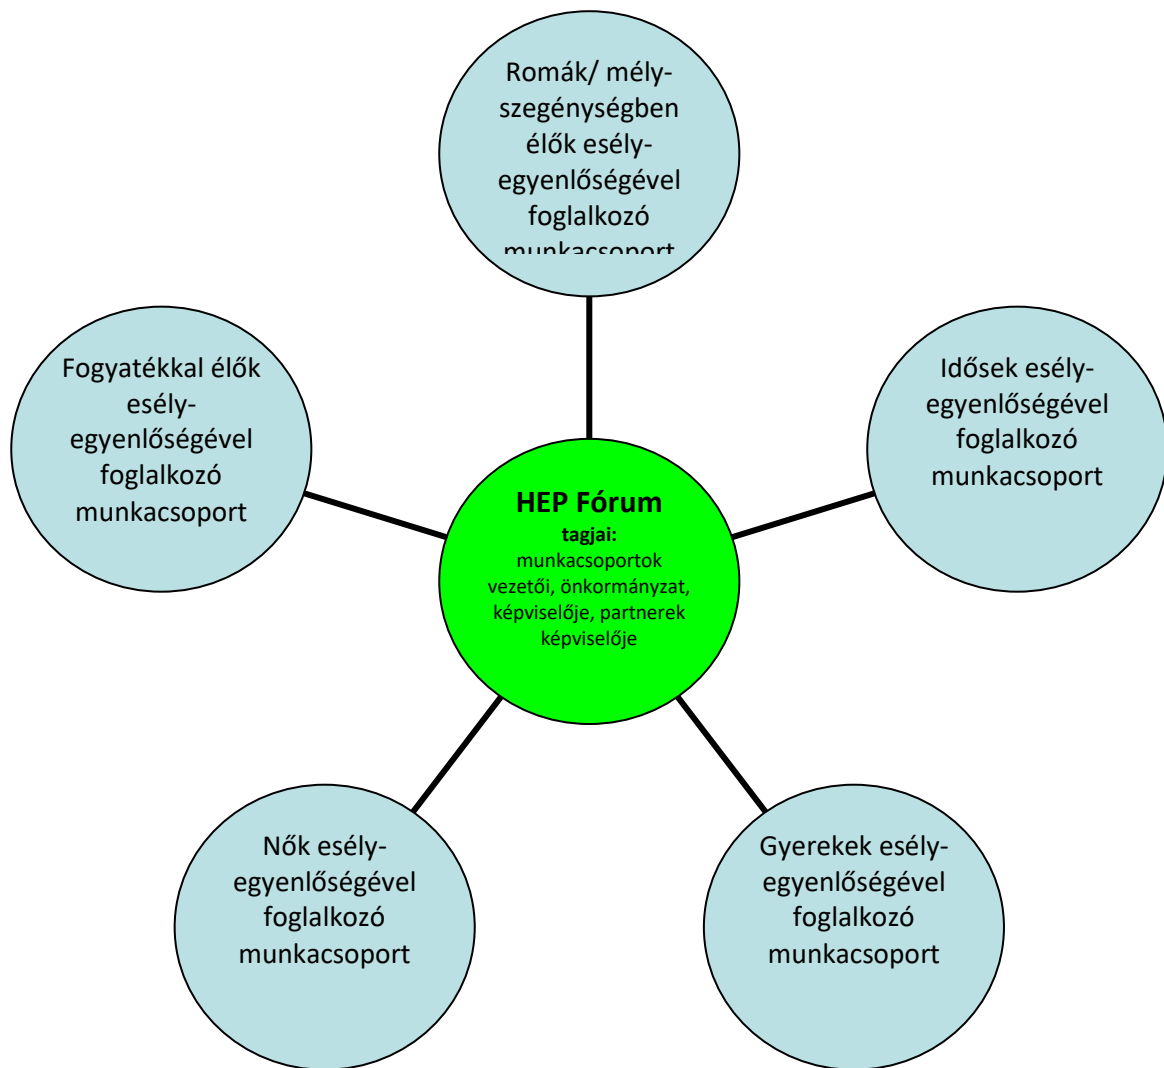 Romák/ mély-
szegénységben
élők esély-
egyenlőségével
foglalkozó
munkacsoport
Fogyatékkal élők
esély-
egyenlőségével
foglalkozó
munkacsoport
Idősek esély-
egyenlőségével
foglalkozó
munkacsoport
HEP Fórum
tagjai:
munkacsoportok
vezetői, önkormányzat,
képviselője, partnerek
képviselője
Nők esély-
egyenlőségével
foglalkozó
munkacsoport
Gyerekek esély-
egyenlőségével
foglalkozó
munkacsoport